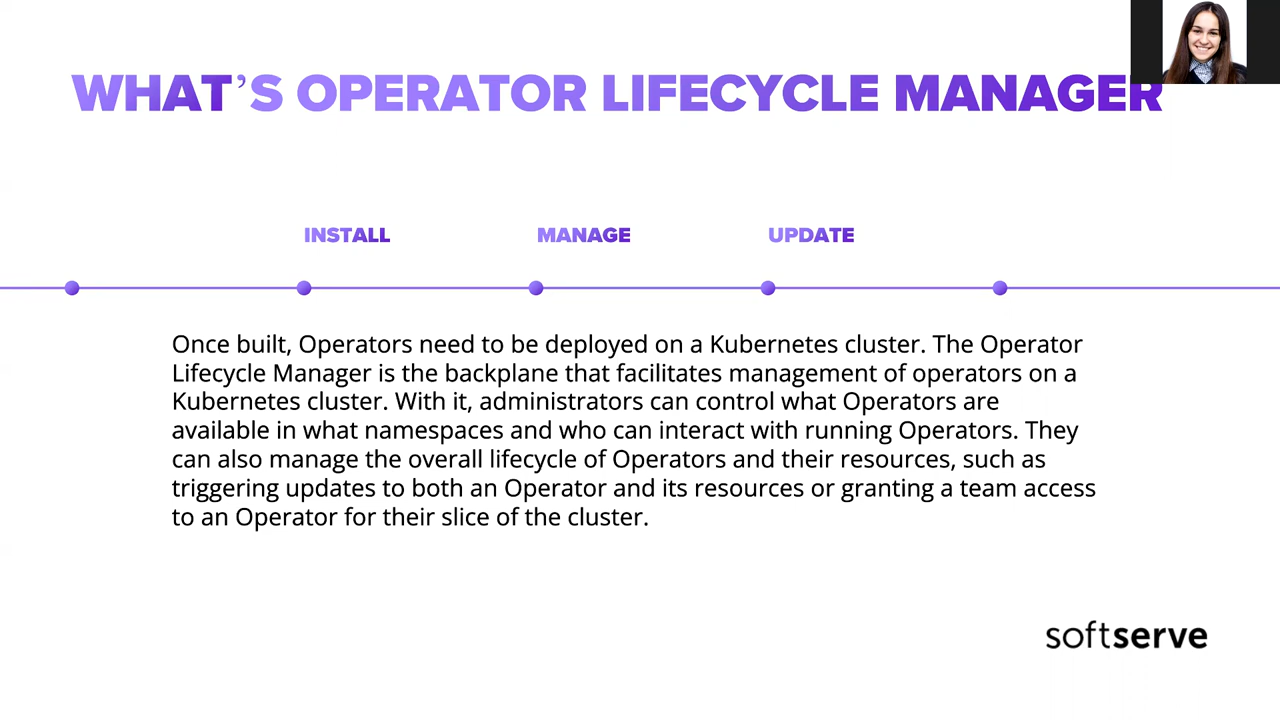 WHAT'S OPERATOR LIFECYCLE MANAGER
INSTALL
MANAGE
UPDATE
Once built, Operators need to be deployed on a Kubernetes cluster. The Operator
Lifecycle Manager is the backplane that facilitates management of operators on a
Kubernetes cluster. With it, administrators can control what Operators are
available in what namespaces and who can interact with running Operators. They
can also manage the overall lifecycle of Operators and their resources, such as
triggering updates to both an Operator and its resources or granting a team access
to an Operator for their slice of the cluster.
softserve